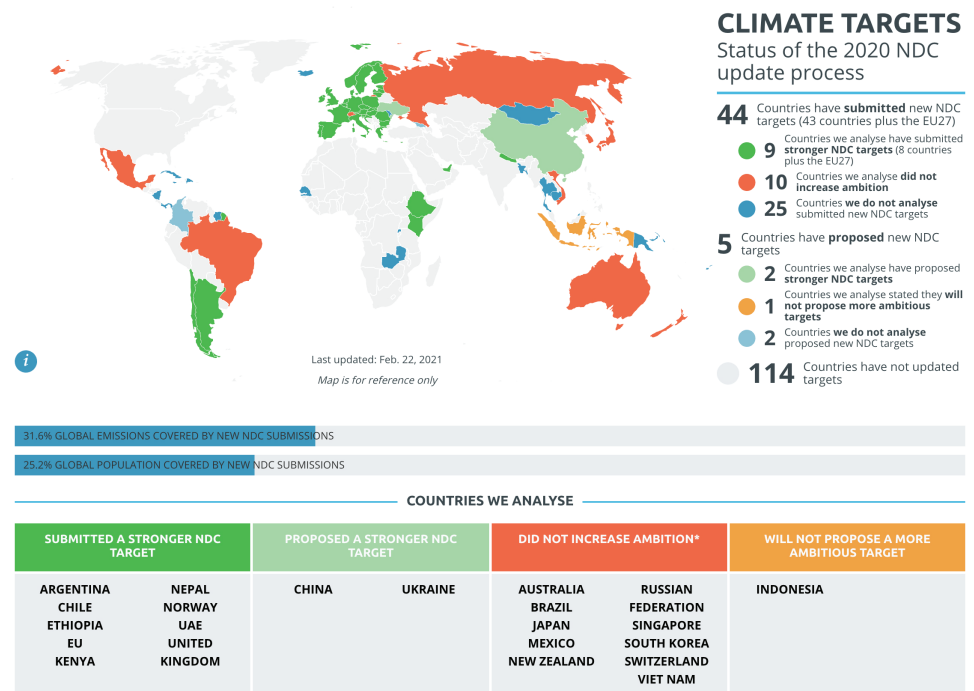 CLIMATE TARGETS
Status of the 2020 NDC
update process
44 Countries have submitted new NDC
targets (43 countries plus the EU27)
9 Countries we analyse have submitted
stronger NDC targets (8 countries
plus the EU27)
10 Countries we analyse did not
increase ambition
25 Countries we do not analyse
submitted new NDC targets
5 Countries have proposed new NDC
targets
2 Countries we analyse have proposed
stronger NDC targets
1 Countries we analyse stated they will
not propose more ambitious
targets
2 Countries we do not analyse
proposed new NDC targets
114 Countries have not updated
targets
i
Last updated: Feb. 22, 2021
Map is for reference only
31.6% GLOBAL EMISSIONS COVERED BY NEW NDC SUBMISSIONS
25.2% GLOBAL POPULATION COVERED BY NEW NDC SUBMISSIONS
COUNTRIES WE ANALYSE
SUBMITTED A STRONGER NDC
TARGET
ARGENTINA
CHILE
ETHIOPIA
EU
KENYA
NEPAL
NORWAY
UAE
UNITED
KINGDOM
PROPOSED A STRONGER NDC
TARGET
CHINA
UKRAINE
DID NOT INCREASE AMBITION*
AUSTRALIA
BRAZIL
JAPAN
MEXICO
NEW ZEALAND
RUSSIAN
FEDERATION
SINGAPORE
SOUTH KOREA
SWITZERLAND
VIET NAM
WILL NOT PROPOSE A MORE
AMBITIOUS TARGET
INDONESIA